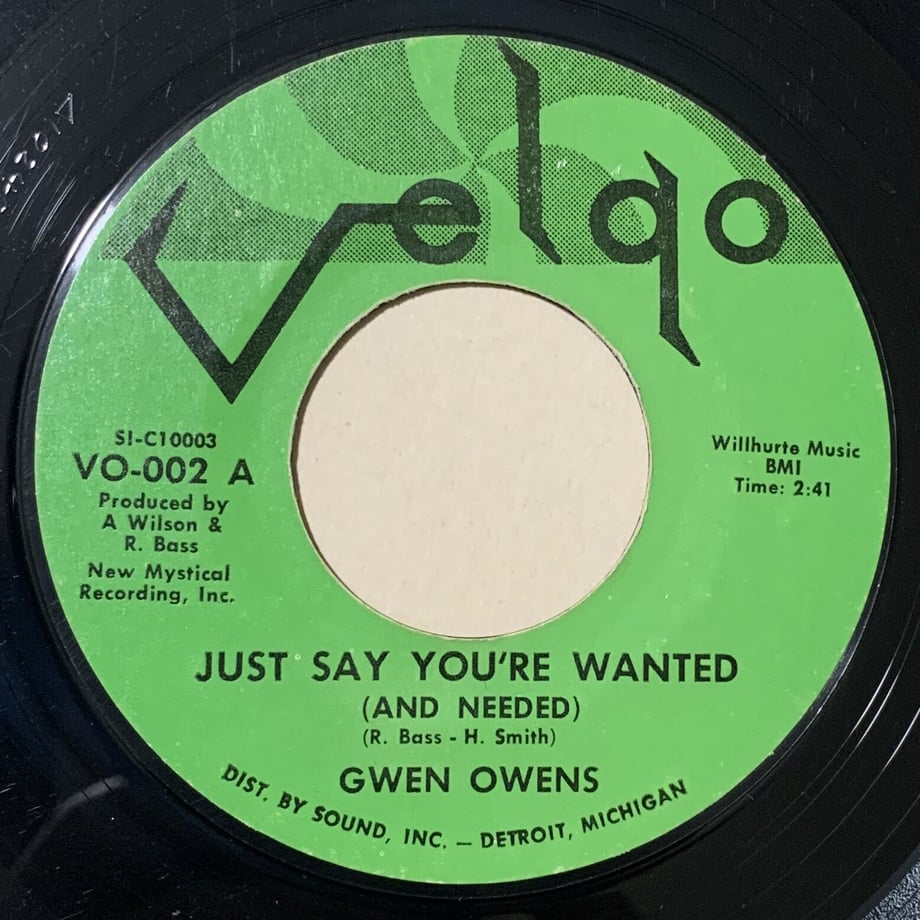 Velgo
SI-C10003
VO-002 A
Produced by
A Wilson &
R. Bass
New Mystical
Recording, Inc.
Willhurte Music
BMI
Time: 2:41
JUST SAY YOU'RE WANTED
(AND NEEDED)
(R. Bass - H. Smith)
GWEN OWENS
DIST. BY SOUND, INC. — DETROIT, MICHIGAN